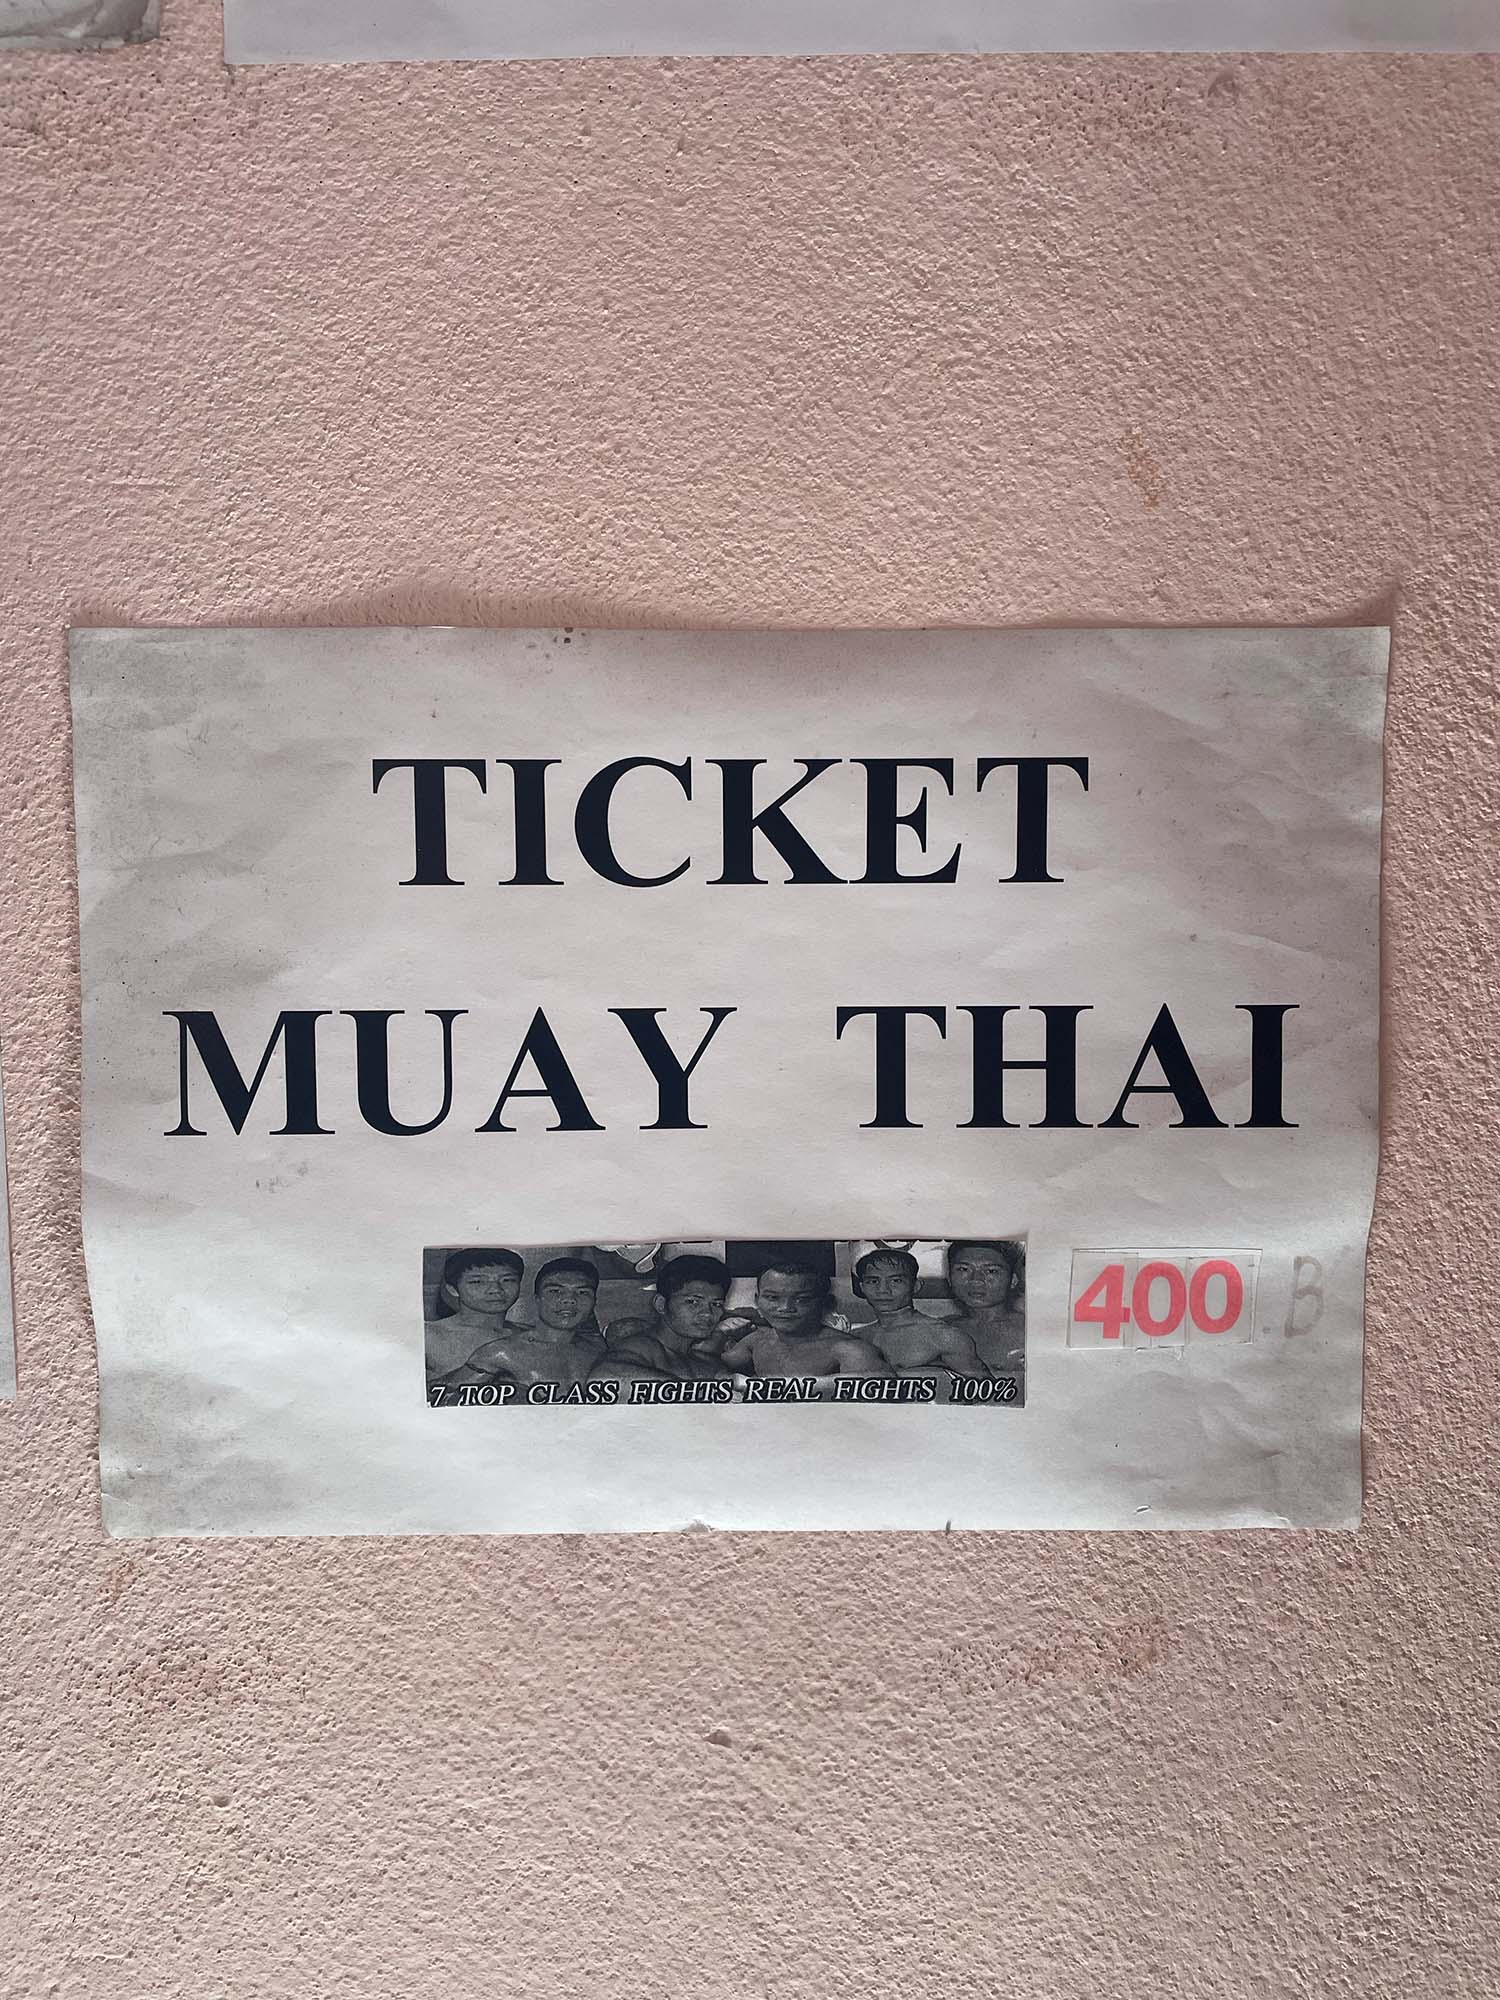 TICKET
MUAY THAI
7 TOP CLASS FIGHTS REAL FIGHTS 100%
400 B